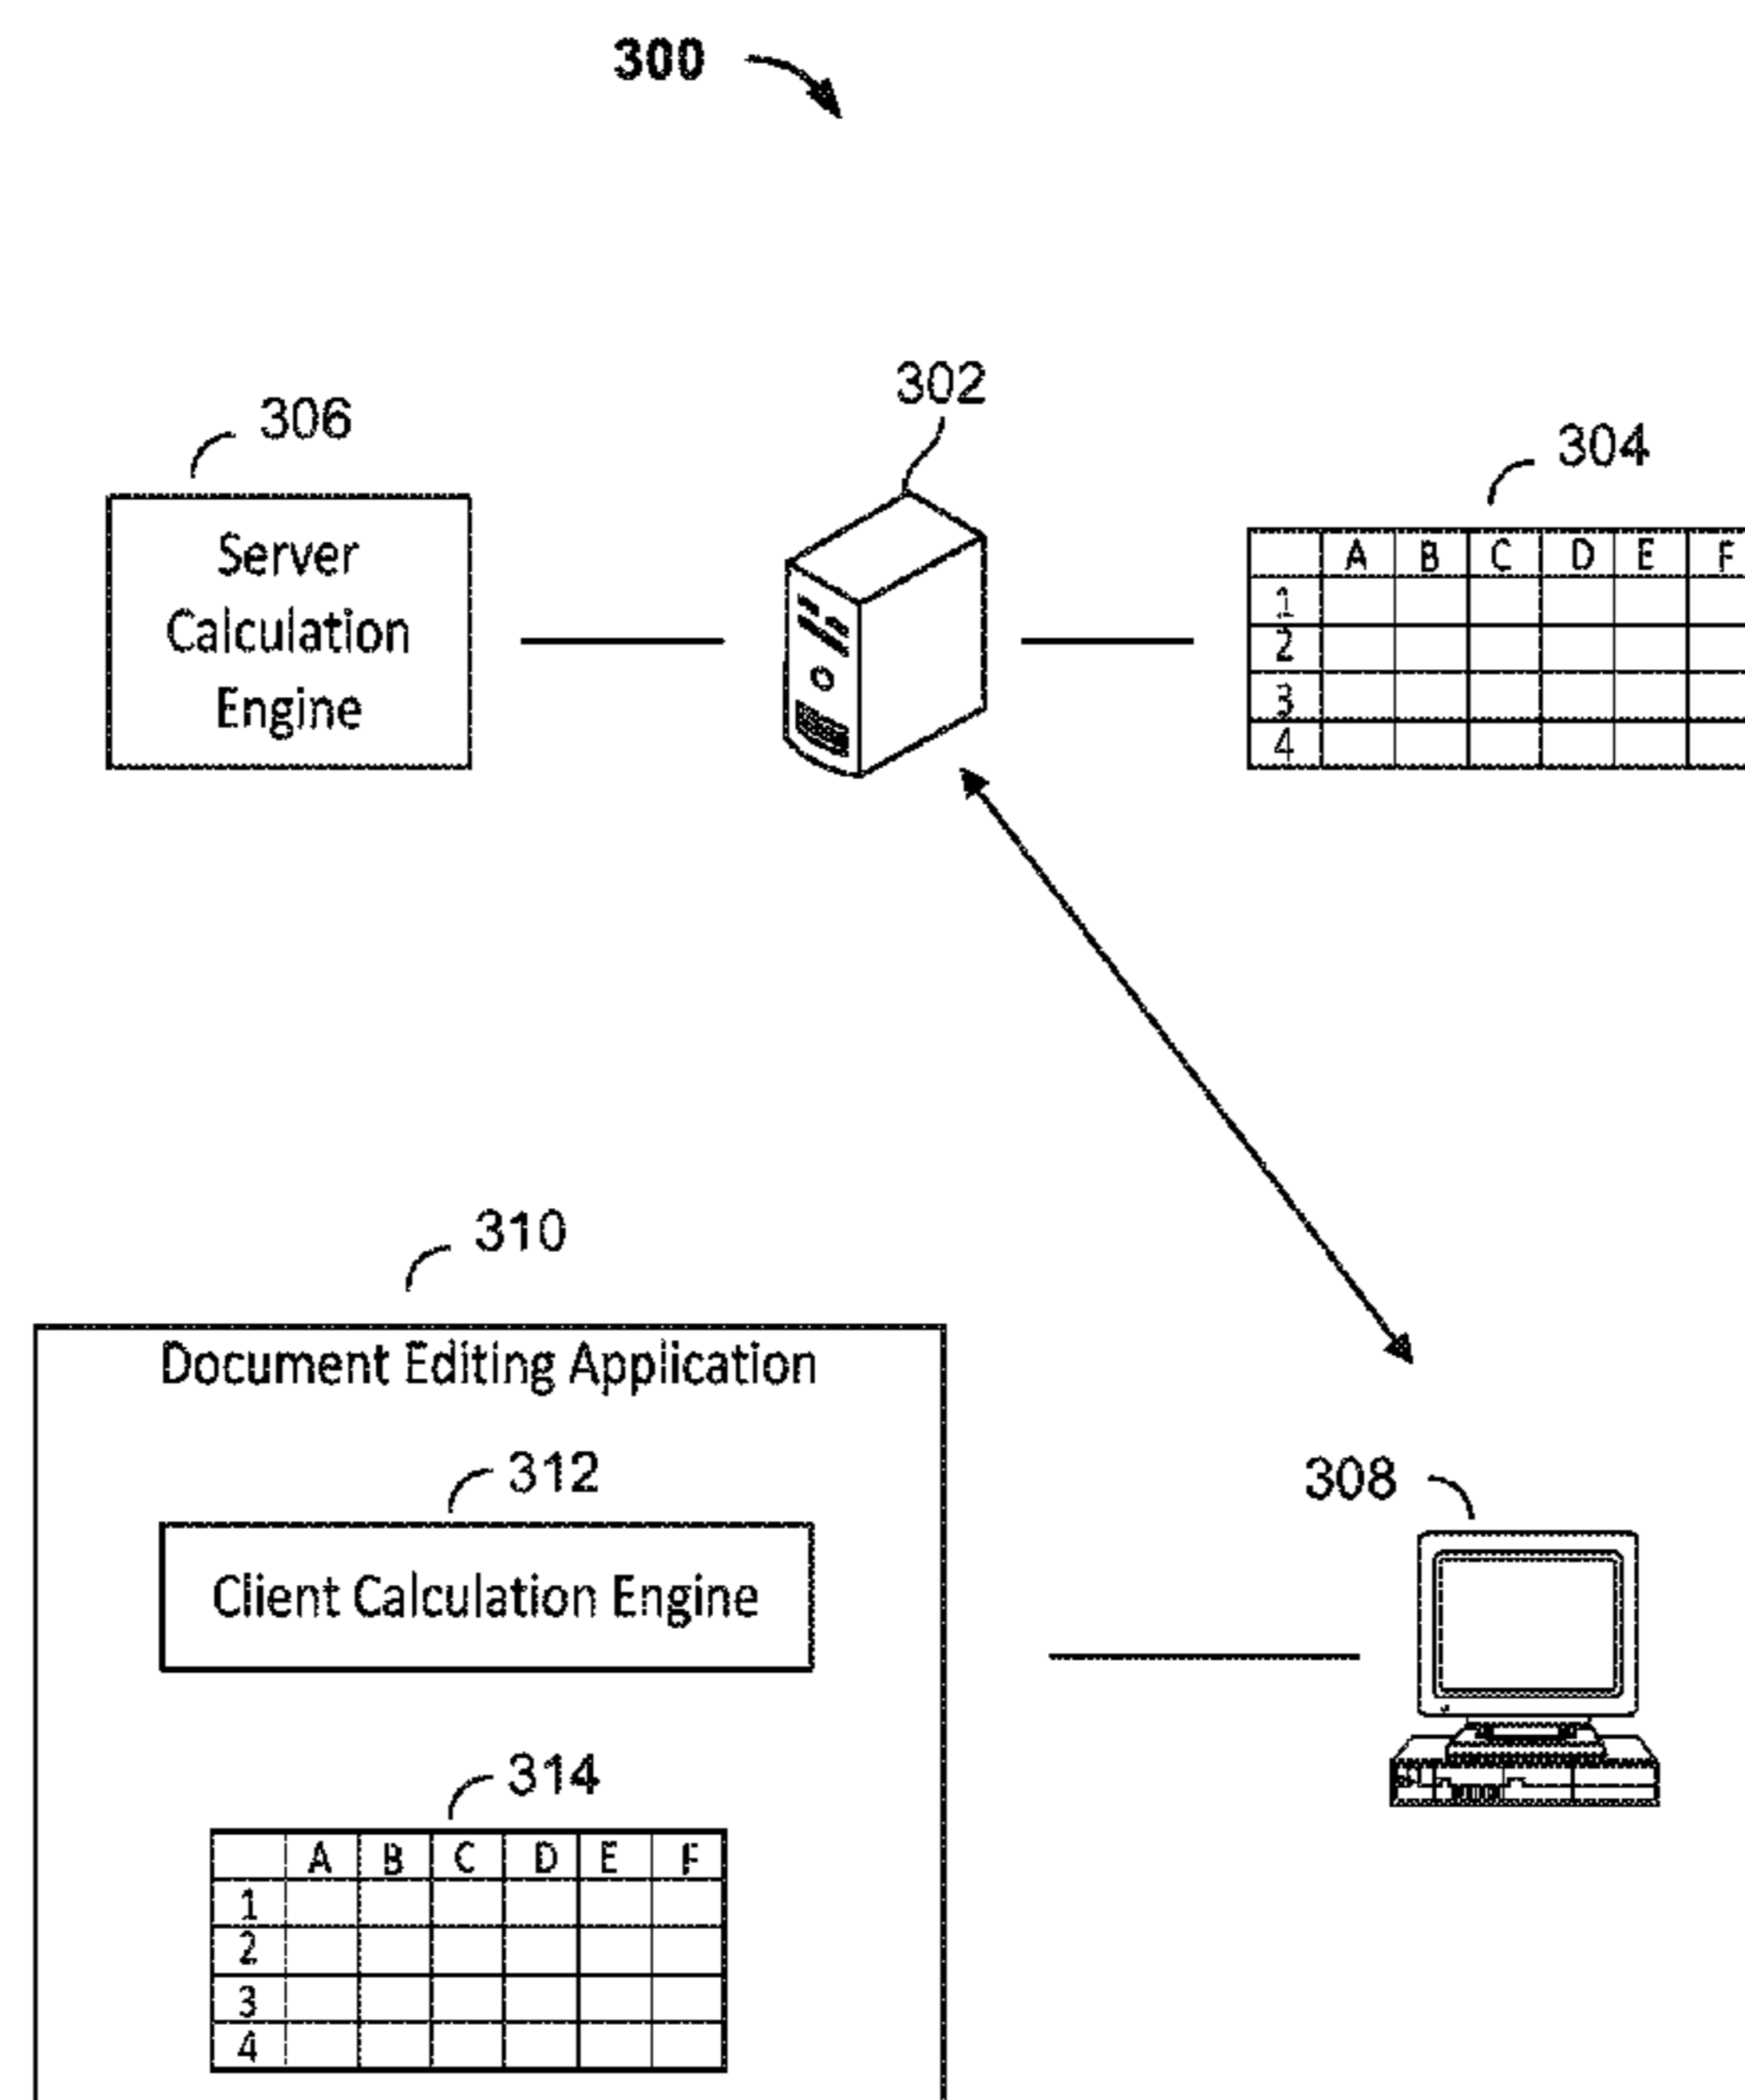 300
302
306
304
Server
Calculation
Engine
A B C D E F
1
2
3
4
310
Document Editing Application
312
308
Client Calculation Engine
314
A B C D E F
1
2
3
4